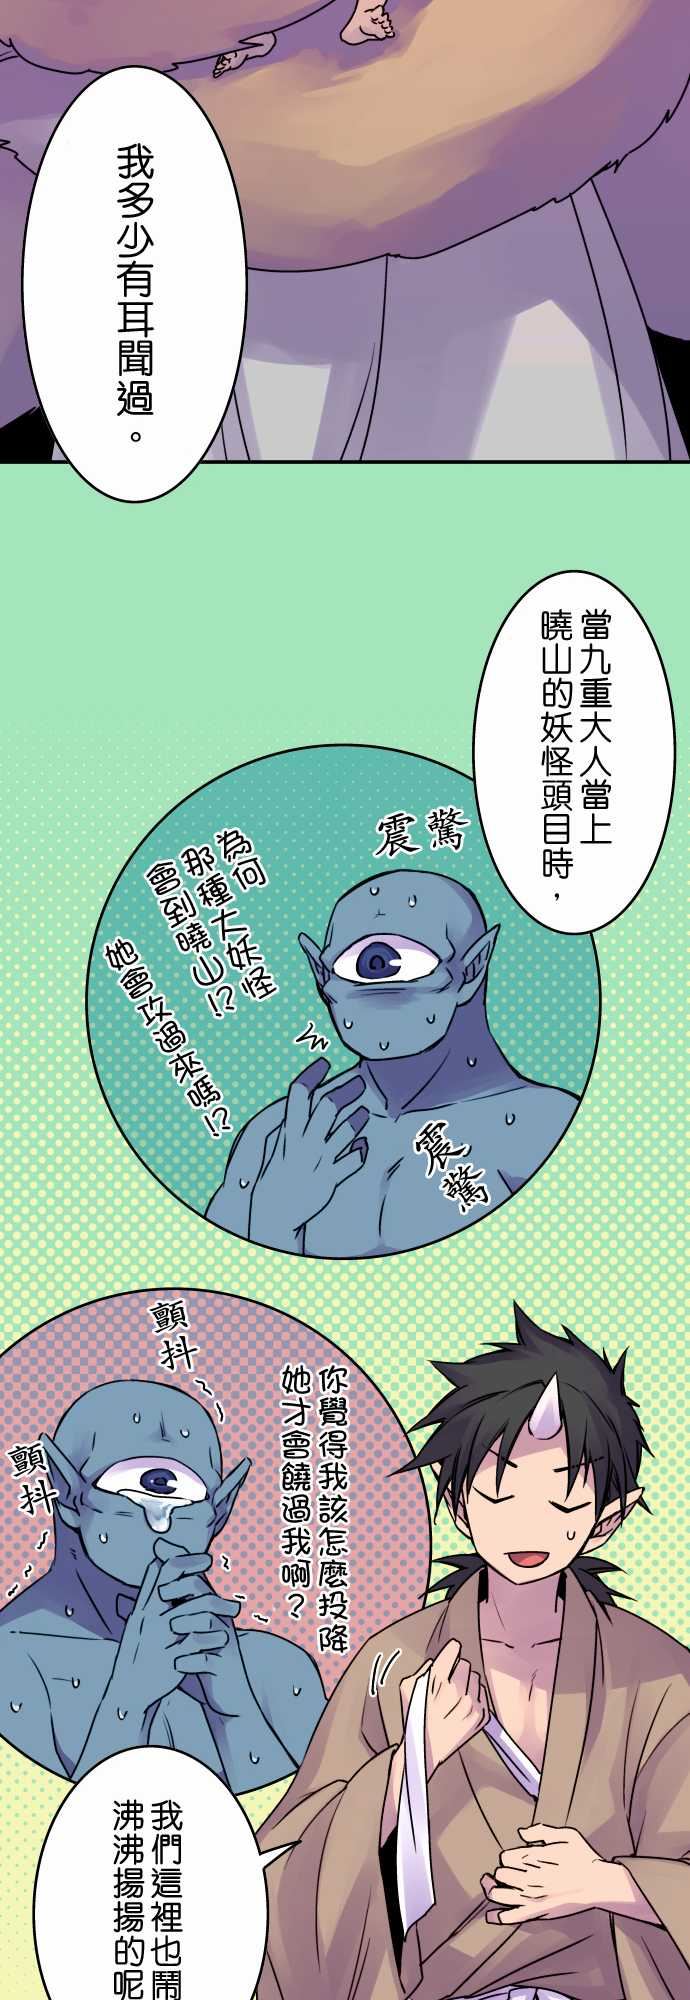 我多少有耳聞過。
當九重大人當上
曉山的妖怪頭目時，
震驚
為何
那種大妖怪
會到曉山!?
她會攻過來嗎!?
震驚
顫抖
你覺得我該怎麼投降
她才會饒過我啊?
顫抖
我們這裡也鬧
沸沸揚揚的呢